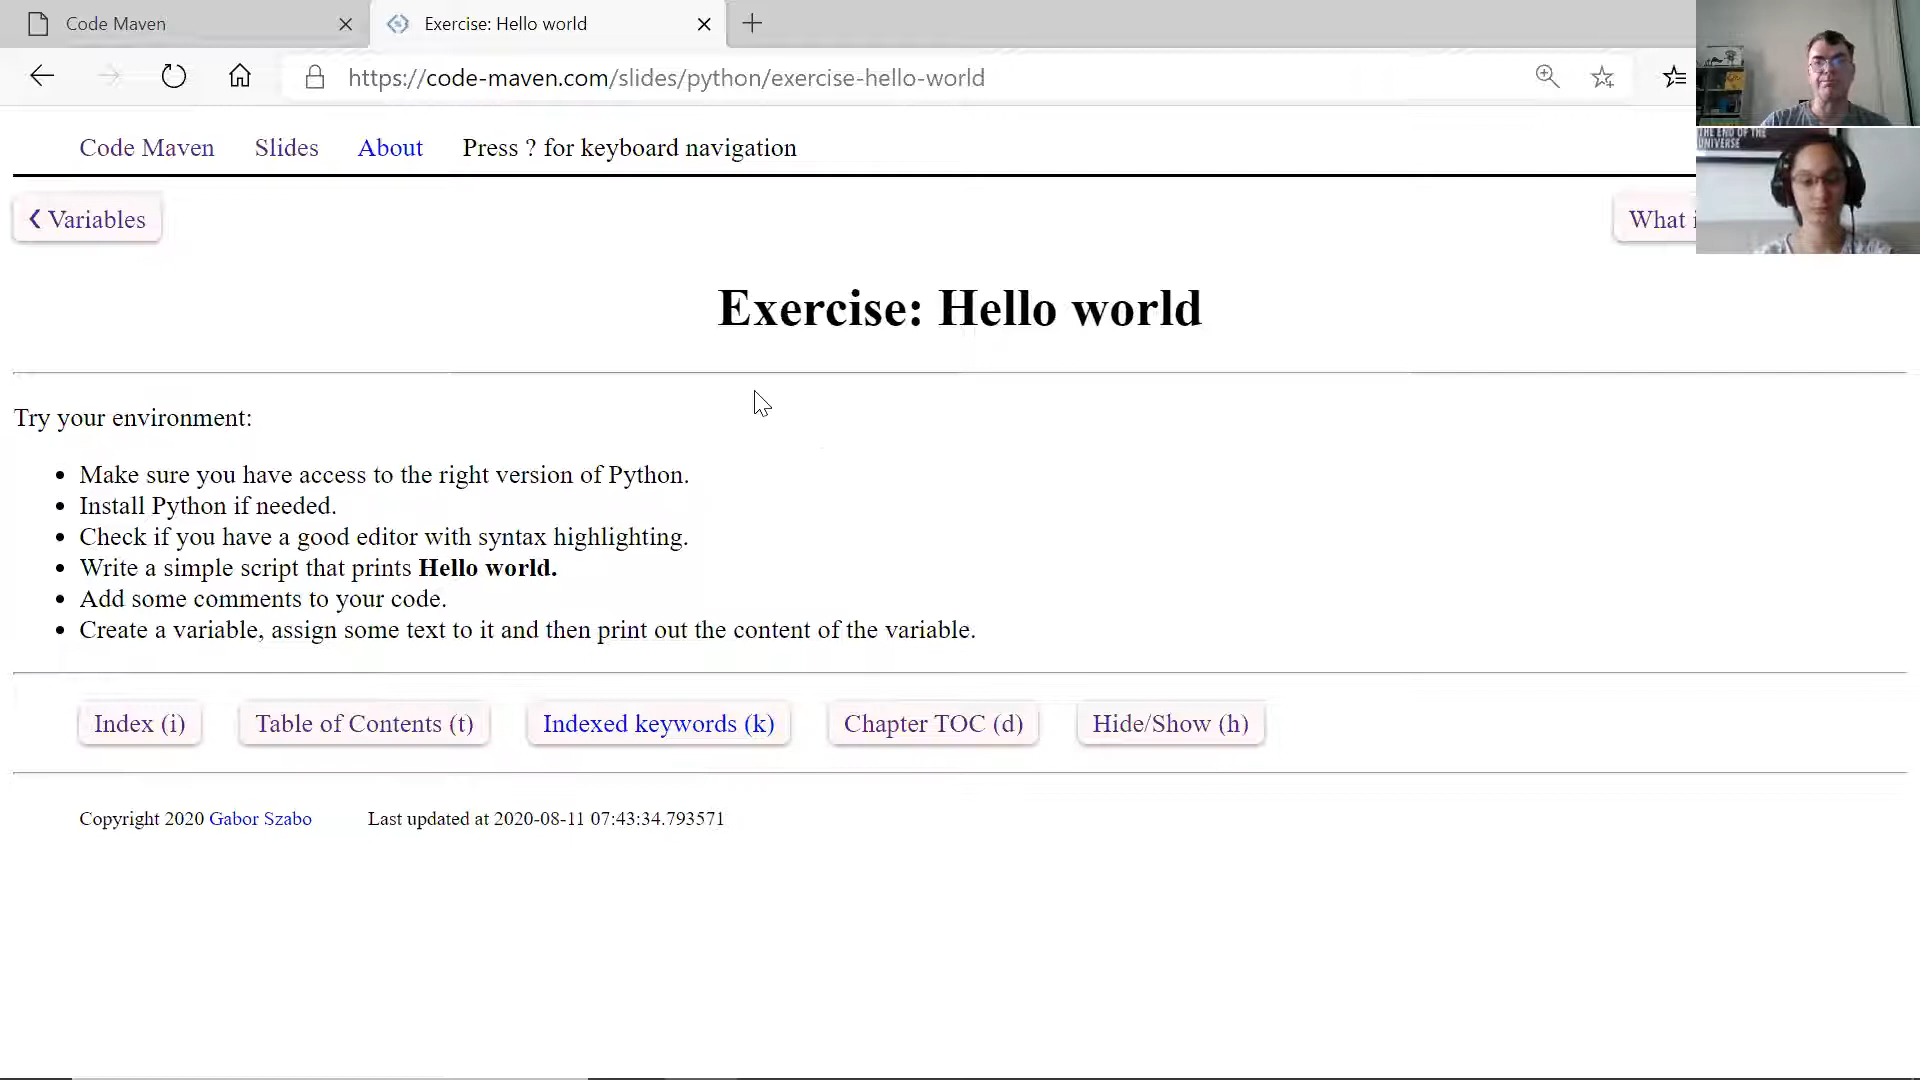 Code Maven
Exercise: Hello world
https://code-maven.com/slides/python/exercise-hello-world
THE END OF THE
UNIVERSE
Code Maven Slides About Press ? for keyboard navigation
Variables
What i
Exercise: Hello world
Try your environment:
Make sure you have access to the right version of Python.
Install Python if needed.
Check if you have a good editor with syntax highlighting.
Write a simple script that prints Hello world.
Add some comments to your code.
Create a variable, assign some text to it and then print out the content of the variable.
Index (i) Table of Contents (t) Indexed keywords (k) Chapter TOC (d) Hide/Show (h)
Copyright 2020 Gabor Szabo Last updated at 2020-08-11 07:43:34.793571